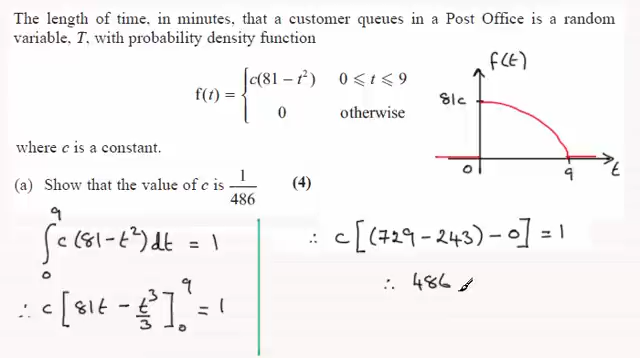 The length of time, in minutes, that a customer queues in a Post Office is a random
variable, T, with probability density function
f(t) = { c(81 − t²) 0 ⩽ t ⩽ 9
0 otherwise
where c is a constant.
(a) Show that the value of c is 1/486 (4)
f(t)
81c
0 9 t
∫₀⁹ c(81−t²)dt = 1
∴ c[81t − t³/3]₀⁹ = 1
∴ c[(729−243)−0] = 1
∴ 486